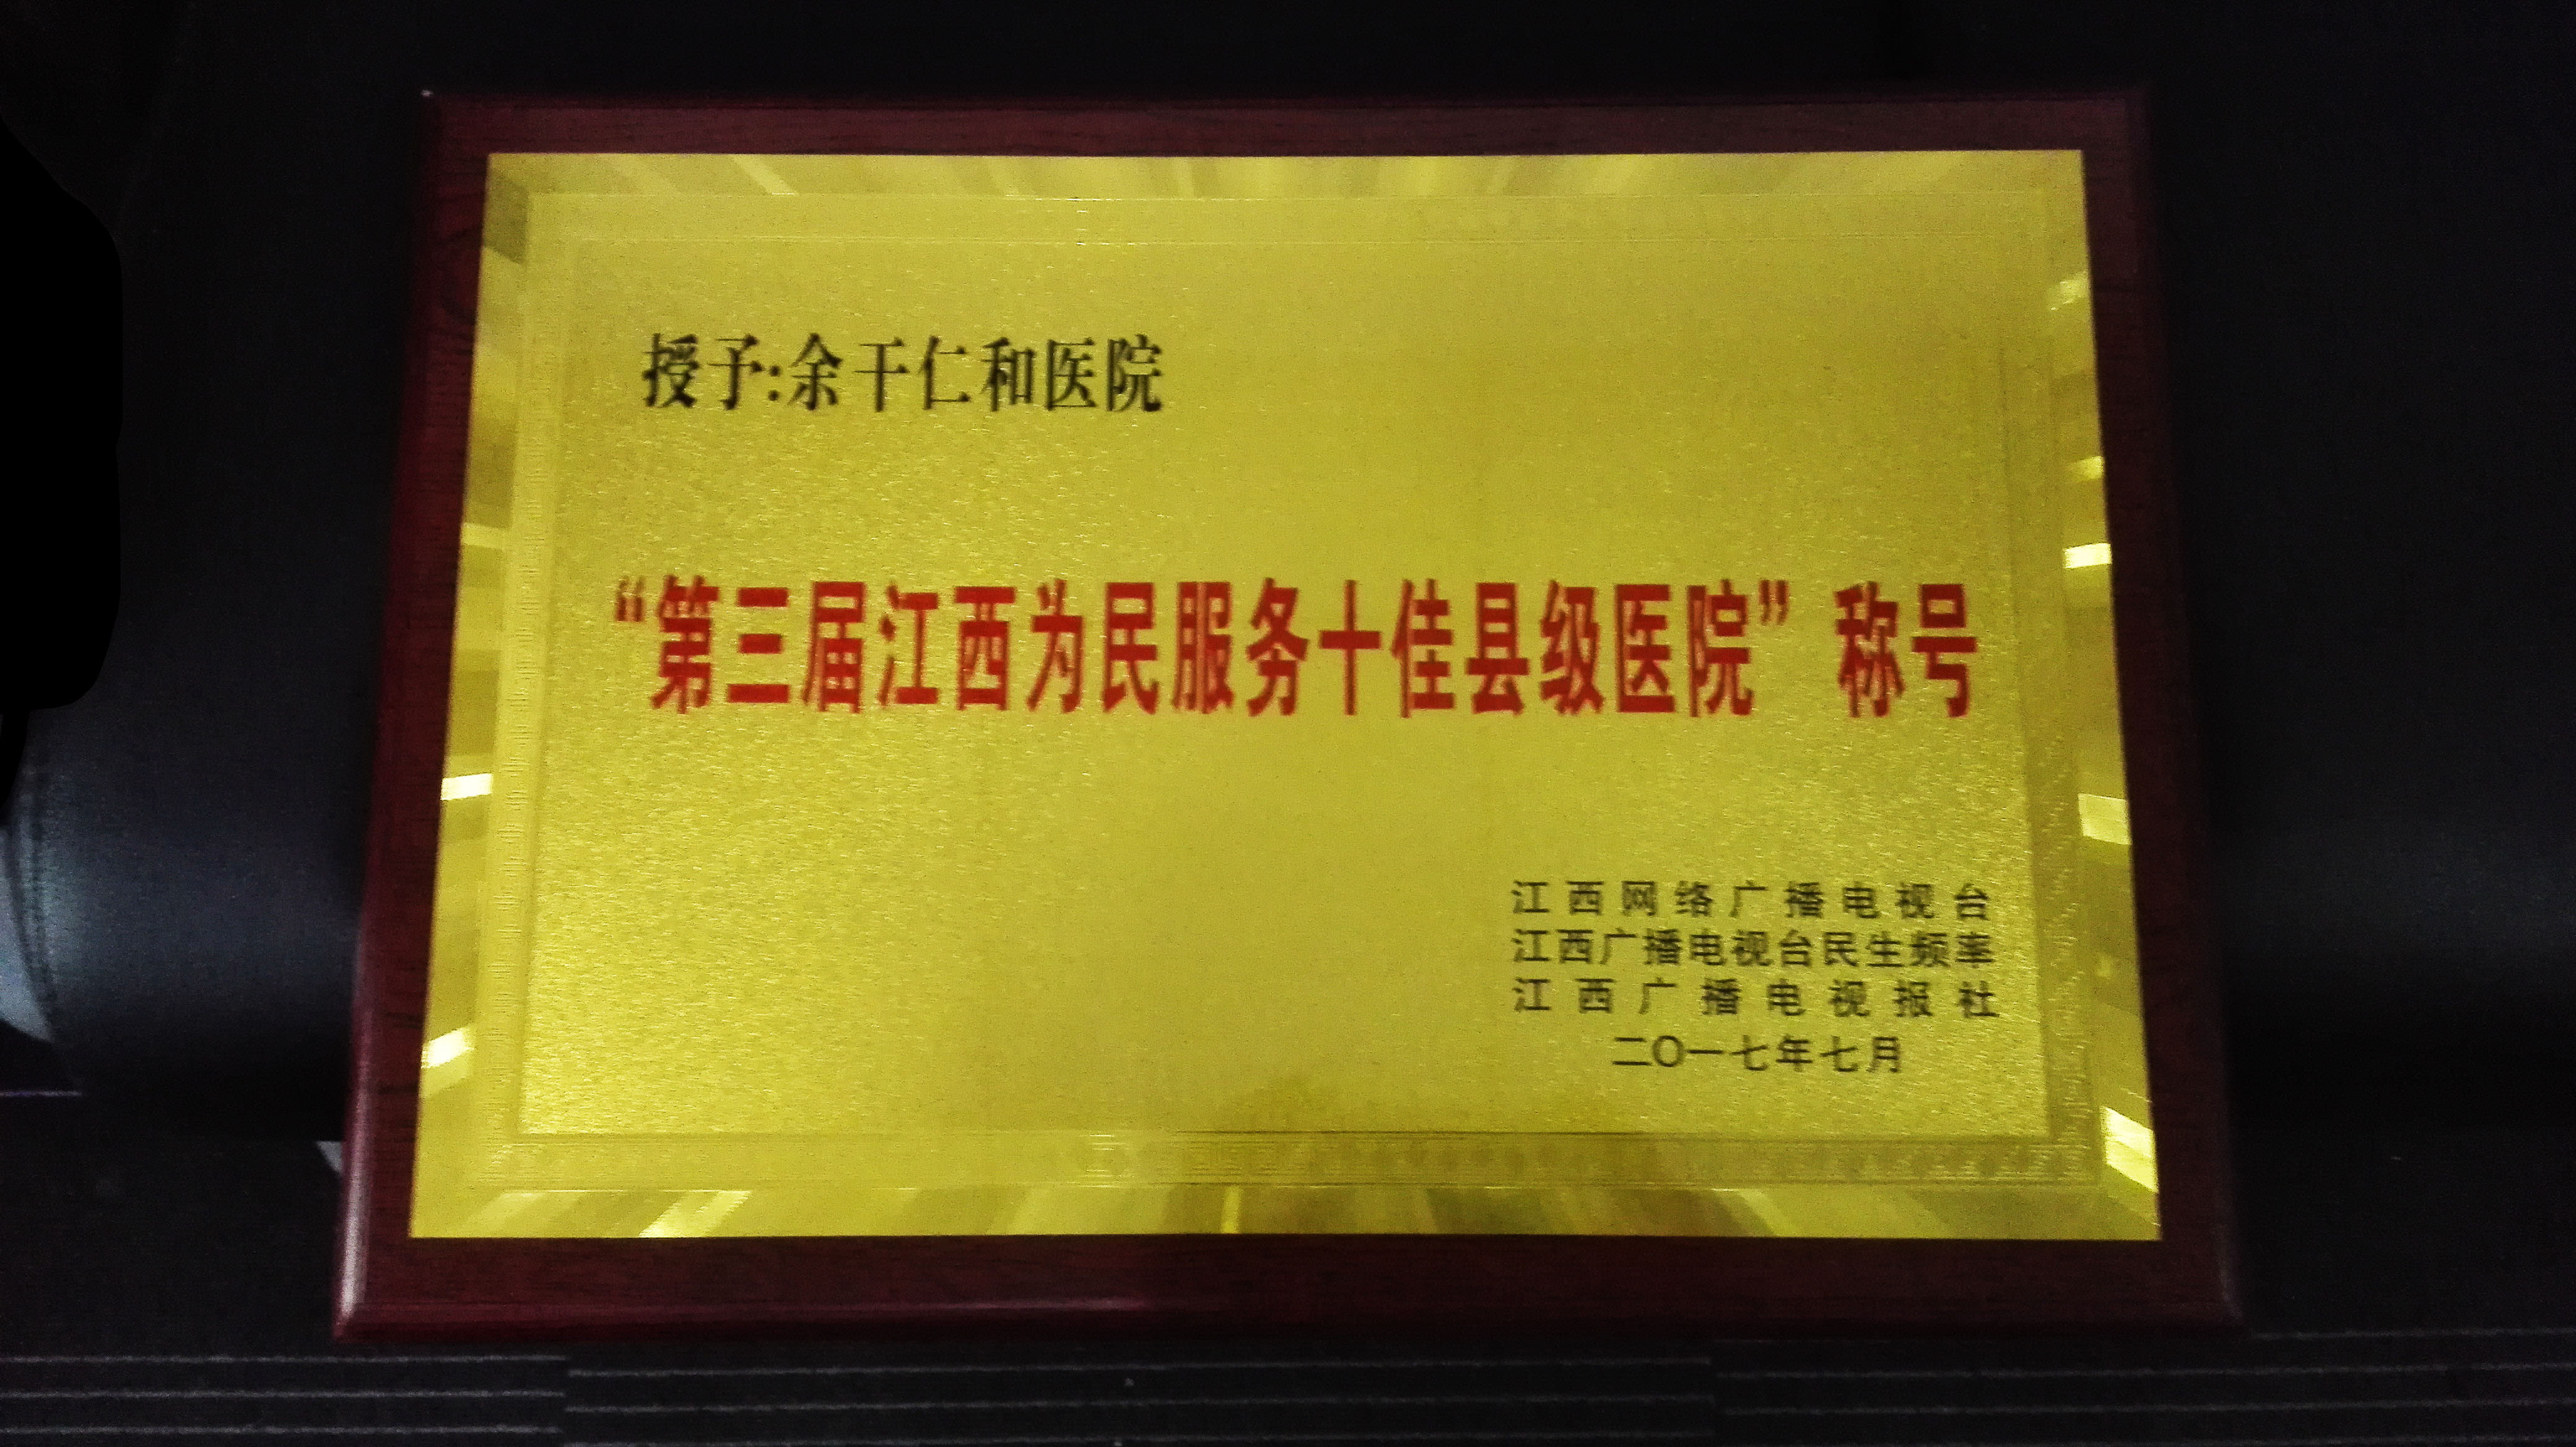 授予:余干仁和医院
“第三届江西为民服务十佳县级医院”称号
江西网络广播电视台
江西广播电视台民生频率
江西广播电视报社
二〇一七年七月